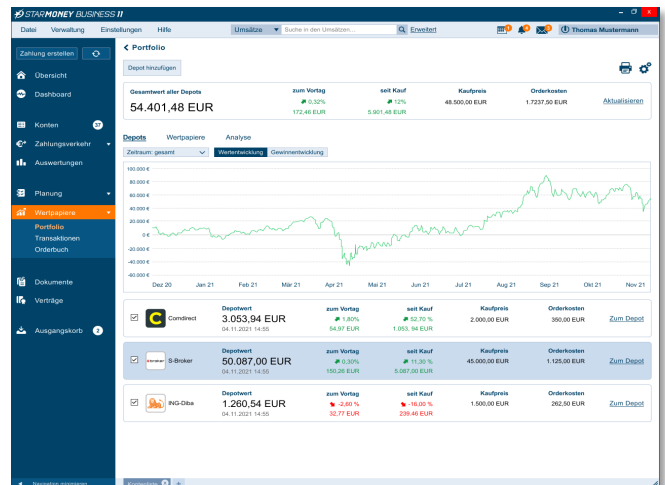 STARMONEY BUSINESS 11
Datei Verwaltung Einstellungen Hilfe Umsätze Suche in den Umsätzen... Erweitert Thomas Mustermann
Zahlung erstellen
Portfolio
Depot hinzufügen
Übersicht
Dashboard
Konten 37
Zahlungsverkehr
Auswertungen
Planung
Wertpapiere
Portfolio
Transaktionen
Orderbuch
Dokumente
Verträge
Ausgangskorb 2
Navigation minimieren
Gesamtwert aller Depots zum Vortag seit Kauf Kaufpreis Orderkosten
54.401,48 EUR 0,32% 12% 48.500,00 EUR 1.7237,50 EUR Aktualisieren
172,46 EUR 5.901,48 EUR
Depots Wertpapiere Analyse
Zeitraum: gesamt Wertentwicklung Gewinnentwicklung
100.000 €
80.000 €
60.000 €
40.000 €
20.000 €
0 €
-20.000 €
-40.000 €
-60.000 €
Dez 20 Jan 21 Feb 21 Mär 21 Apr 21 Mai 21 Jun 21 Jul 21 Aug 21 Sep 21 Okt 21 Nov 21
Depotwert zum Vortag seit Kauf Kaufpreis Orderkosten
Comdirect 3.053,94 EUR 1,80% 52,70 % 2.000,00 EUR 350,00 EUR Zum Depot
04.11.2021 14:55 54,97 EUR 1.053, 94 EUR
Depotwert zum Vortag seit Kauf Kaufpreis Orderkosten
S-Broker 50.087,00 EUR 0,30% 11,30 % 45.000,00 EUR 1.125,00 EUR Zum Depot
04.11.2021 14:55 150,26 EUR 5.087,00 EUR
Depotwert zum Vortag seit Kauf Kaufpreis Orderkosten
ING-Diba 1.260,54 EUR -2,60 % -16,00 % 1.500,00 EUR 262,50 EUR Zum Depot
04.11.2021 14:55 32,77 EUR 239.46 EUR
Kontenliste